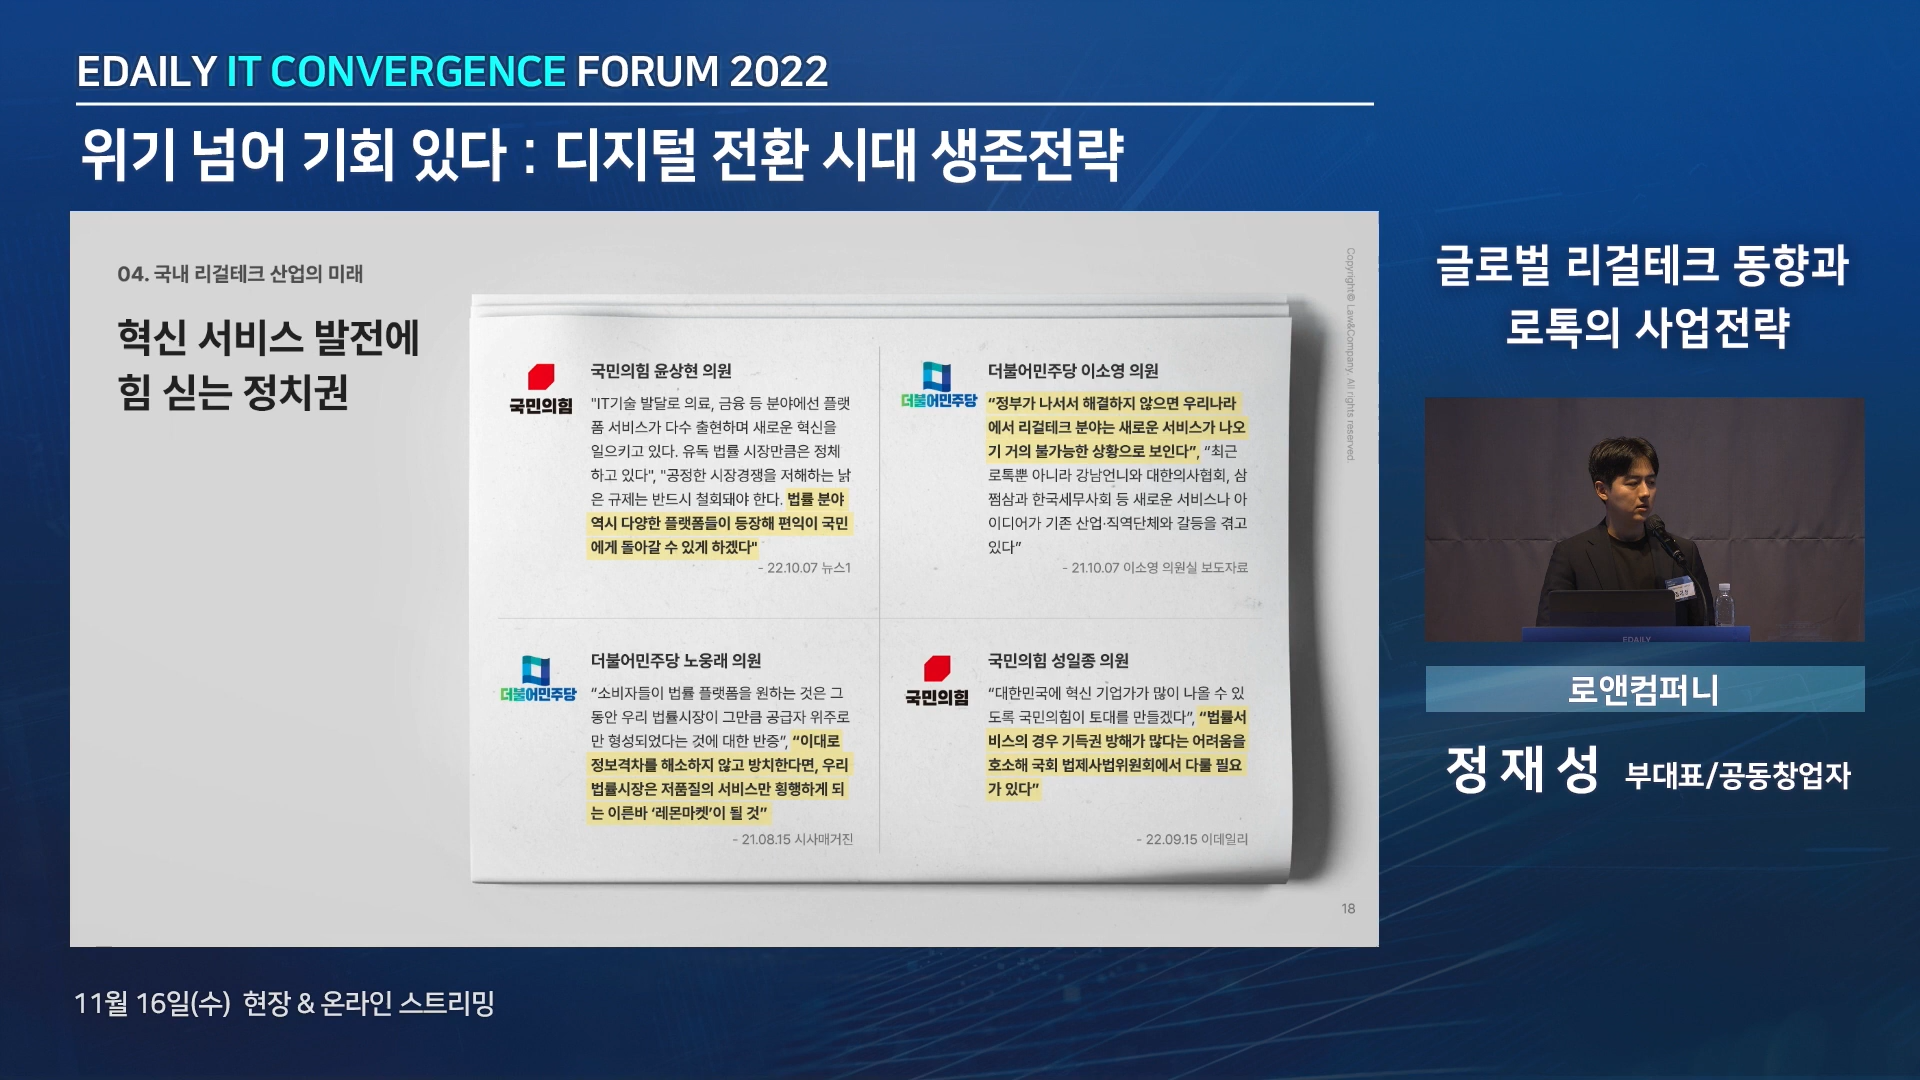 EDAILY IT CONVERGENCE FORUM 2022
위기 넘어 기회 있다 : 디지털 전환 시대 생존전략
04. 국내 리걸테크 산업의 미래
혁신 서비스 발전에
힘 싣는 정치권
국민의힘
국민의힘 윤상현 의원
"IT기술 발달로 의료, 금융 등 분야에선 플랫
폼 서비스가 다수 출현하며 새로운 혁신을
일으키고 있다. 유독 법률 시장만큼은 정체
하고 있다", "공정한 시장경쟁을 저해하는 낡
은 규제는 반드시 철회돼야 한다. 법률 분야
역시 다양한 플랫폼들이 등장해 편익이 국민
에게 돌아갈 수 있게 하겠다"
- 22.10.07 뉴스1
더불어민주당
더불어민주당 이소영 의원
“정부가 나서서 해결하지 않으면 우리나라
에서 리걸테크 분야는 새로운 서비스가 나오
기 거의 불가능한 상황으로 보인다”, “최근
로톡뿐 아니라 강남언니와 대한의사협회, 삼
쩜삼과 한국세무사회 등 새로운 서비스나 아
이디어가 기존 산업·직역단체와 갈등을 겪고
있다”
- 21.10.07 이소영 의원실 보도자료
더불어민주당
더불어민주당 노웅래 의원
“소비자들이 법률 플랫폼을 원하는 것은 그
동안 우리 법률시장이 그만큼 공급자 위주로
만 형성되었다는 것에 대한 반증”, “이대로
정보격차를 해소하지 않고 방치한다면, 우리
법률시장은 저품질의 서비스만 횡행하게 되
는 이른바 ‘레몬마켓’이 될 것”
- 21.08.15 시사매거진
국민의힘
국민의힘 성일종 의원
“대한민국에 혁신 기업가가 많이 나올 수 있
도록 국민의힘이 토대를 만들겠다”, “법률서
비스의 경우 기득권 방해가 많다는 어려움을
호소해 국회 법제사법위원회에서 다룰 필요
가 있다”
- 22.09.15 이데일리
Copyright© Law&Company. All rights reserved.
18
글로벌 리걸테크 동향과
로톡의 사업전략
EDAILY
로앤컴퍼니
정재성 부대표/공동창업자
11월 16일(수) 현장 & 온라인 스트리밍